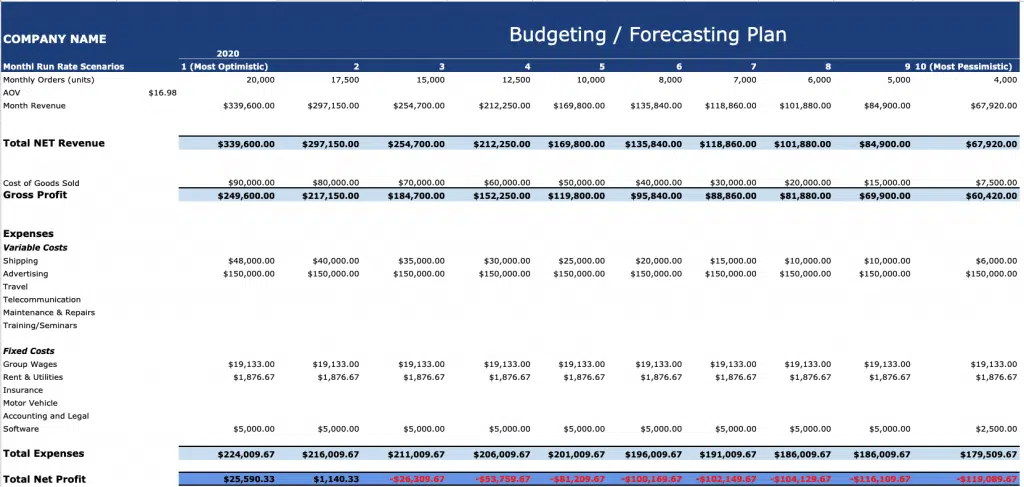 Budgeting / Forecasting Plan
COMPANY NAME
2020
Monthl Run Rate Scenarios 1 (Most Optimistic) 2 3 4 5 6 7 8 9 10 (Most Pessimistic)
Monthly Orders (units) 20,000 17,500 15,000 12,500 10,000 8,000 7,000 6,000 5,000 4,000
AOV $16.98
Month Revenue $339,600.00 $297,150.00 $254,700.00 $212,250.00 $169,800.00 $135,840.00 $118,860.00 $101,880.00 $84,900.00 $67,920.00
Total NET Revenue $339,600.00 $297,150.00 $254,700.00 $212,250.00 $169,800.00 $135,840.00 $118,860.00 $101,880.00 $84,900.00 $67,920.00
Cost of Goods Sold $90,000.00 $80,000.00 $70,000.00 $60,000.00 $50,000.00 $40,000.00 $30,000.00 $20,000.00 $15,000.00 $7,500.00
Gross Profit $249,600.00 $217,150.00 $184,700.00 $152,250.00 $119,800.00 $95,840.00 $88,860.00 $81,880.00 $69,900.00 $60,420.00
Expenses
Variable Costs
Shipping $48,000.00 $40,000.00 $35,000.00 $30,000.00 $25,000.00 $20,000.00 $15,000.00 $10,000.00 $10,000.00 $6,000.00
Advertising $150,000.00 $150,000.00 $150,000.00 $150,000.00 $150,000.00 $150,000.00 $150,000.00 $150,000.00 $150,000.00 $150,000.00
Travel
Telecommunication
Maintenance & Repairs
Training/Seminars
Fixed Costs
Group Wages $19,133.00 $19,133.00 $19,133.00 $19,133.00 $19,133.00 $19,133.00 $19,133.00 $19,133.00 $19,133.00 $19,133.00
Rent & Utilities $1,876.67 $1,876.67 $1,876.67 $1,876.67 $1,876.67 $1,876.67 $1,876.67 $1,876.67 $1,876.67 $1,876.67
Insurance
Motor Vehicle
Accounting and Legal
Software $5,000.00 $5,000.00 $5,000.00 $5,000.00 $5,000.00 $5,000.00 $5,000.00 $5,000.00 $5,000.00 $2,500.00
Total Expenses $224,009.67 $216,009.67 $211,009.67 $206,009.67 $201,009.67 $196,009.67 $191,009.67 $186,009.67 $186,009.67 $179,509.67
Total Net Profit $25,590.33 $1,140.33 -$26,309.67 -$53,759.67 -$81,209.67 -$100,169.67 -$102,149.67 -$104,129.67 -$116,109.67 -$119,089.67